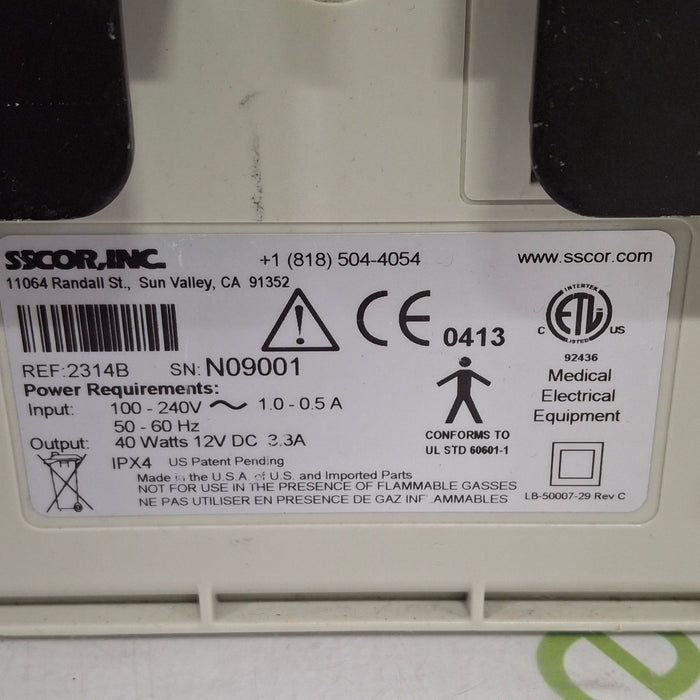 SSCOR, INC. +1 (818) 504-4054 www.sscor.com
11064 Randall St., Sun Valley, CA 91352
CE 0413
INTERTEK
c ETL us
LISTED
92436
REF:2314B SN: N09001
Medical
Electrical
Equipment
Power Requirements:
Input: 100 - 240V ~ 1.0 - 0.5 A
50 - 60 Hz
Output: 40 Watts 12V DC 3.3A
CONFORMS TO
UL STD 60601-1
IPX4 US Patent Pending
Made in the U.S.A. of U.S. and Imported Parts
NOT FOR USE IN THE PRESENCE OF FLAMMABLE GASSES
NE PAS UTILISER EN PRESENCE DE GAZ INFLAMMABLES
LB-50007-29 Rev C